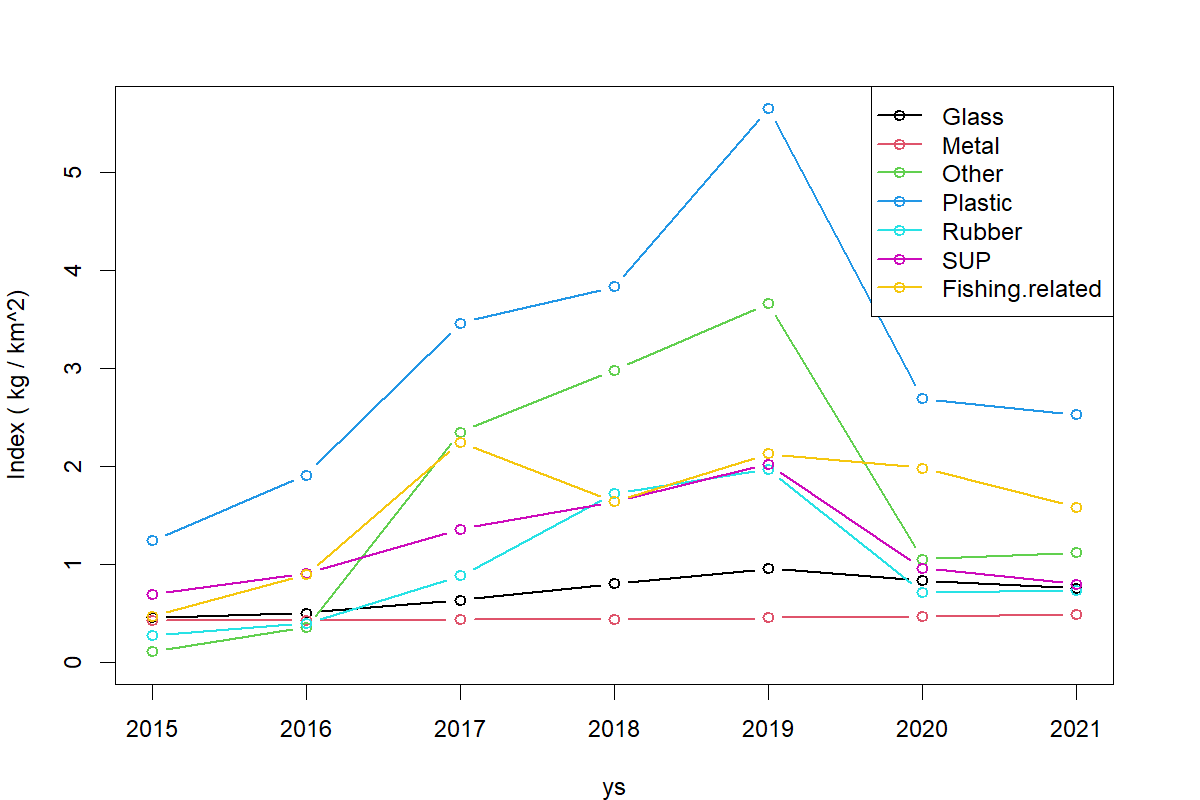 Glass
Metal
Other
Plastic
Rubber
SUP
Fishing.related
Index ( kg / km^2)
5
4
3
2
1
0
2015 2016 2017 2018 2019 2020 2021
ys